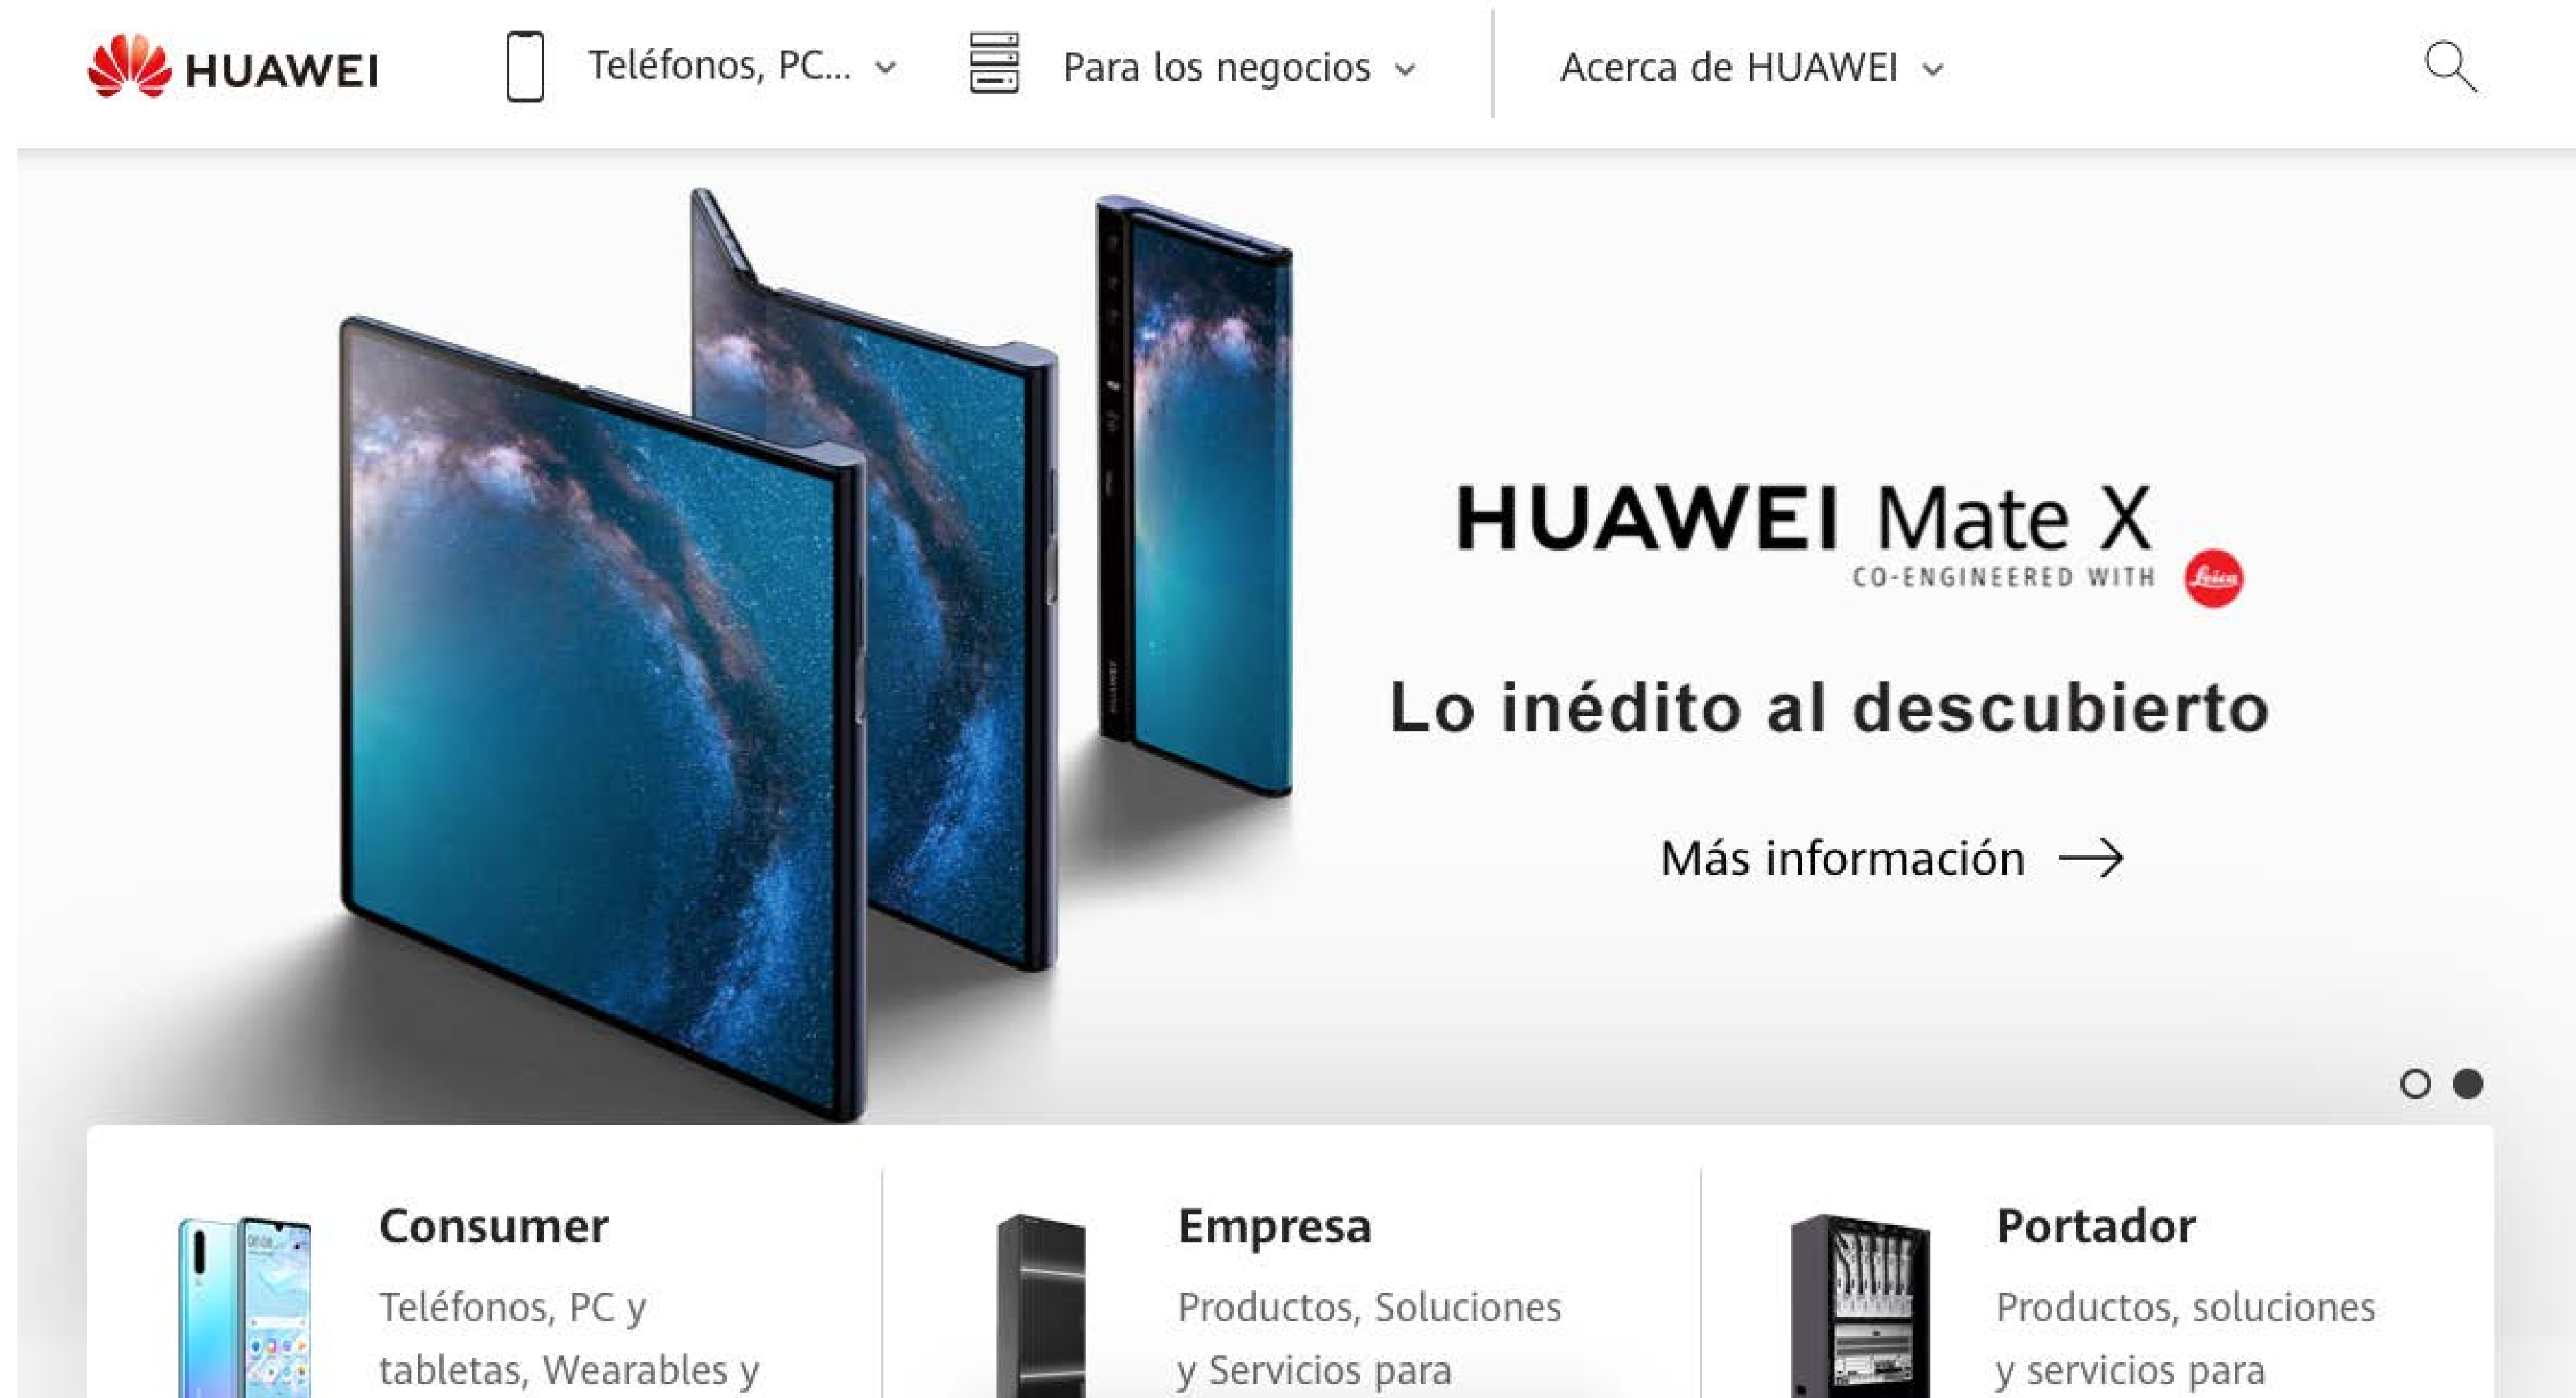 HUAWEI
Teléfonos, PC...
Para los negocios
Acerca de HUAWEI
HUAWEI Mate X
CO-ENGINEERED WITH
Leica
Lo inédito al descubierto
Más información
Consumer
Teléfonos, PC y
tabletas, Wearables y
Empresa
Productos, Soluciones
y Servicios para
Portador
Productos, soluciones
y servicios para